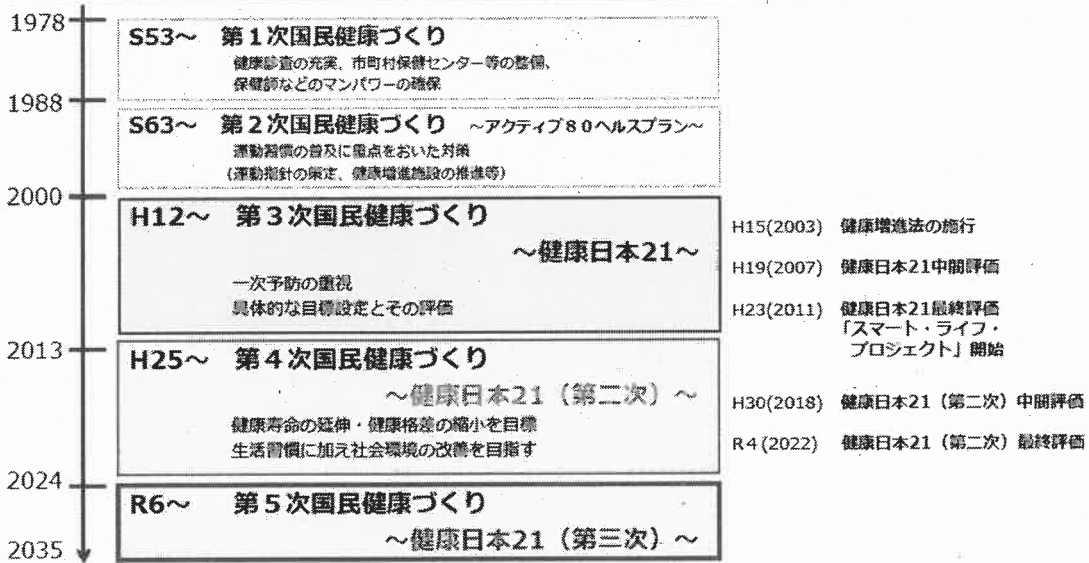 1978
S53～ 第１次国民健康づくり
健康診査の充実、市町村保健センター等の整備、
保健師などのマンパワーの確保
1988
S63～ 第２次国民健康づくり ～アクティブ８０ヘルスプラン～
運動習慣の普及に重点をおいた対策
（運動指針の策定、健康増進施設の推進等）
2000
H12～ 第３次国民健康づくり
～健康日本21～
一次予防の重視
具体的な目標設定とその評価
H15(2003) 健康増進法の施行
H19(2007) 健康日本21中間評価
H23(2011) 健康日本21最終評価
「スマート・ライフ・
プロジェクト」開始
2013
H25～ 第４次国民健康づくり
～健康日本21（第二次）～
健康寿命の延伸・健康格差の縮小を目標
生活習慣に加え社会環境の改善を目指す
H30(2018) 健康日本21（第二次）中間評価
R４(2022) 健康日本21（第二次）最終評価
2024
R6～ 第５次国民健康づくり
～健康日本21（第三次）～
2035